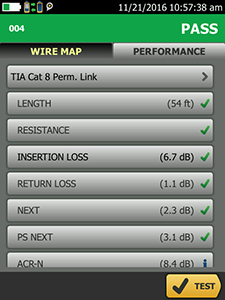 11/21/2016 10:57:38 am
004 PASS
WIRE MAP PERFORMANCE
TIA Cat 8 Perm. Link
LENGTH (54 ft)
RESISTANCE
INSERTION LOSS (6.7 dB)
RETURN LOSS (1.1 dB)
NEXT (2.3 dB)
PS NEXT (3.1 dB)
ACR-N (8.4 dB) i
TEST